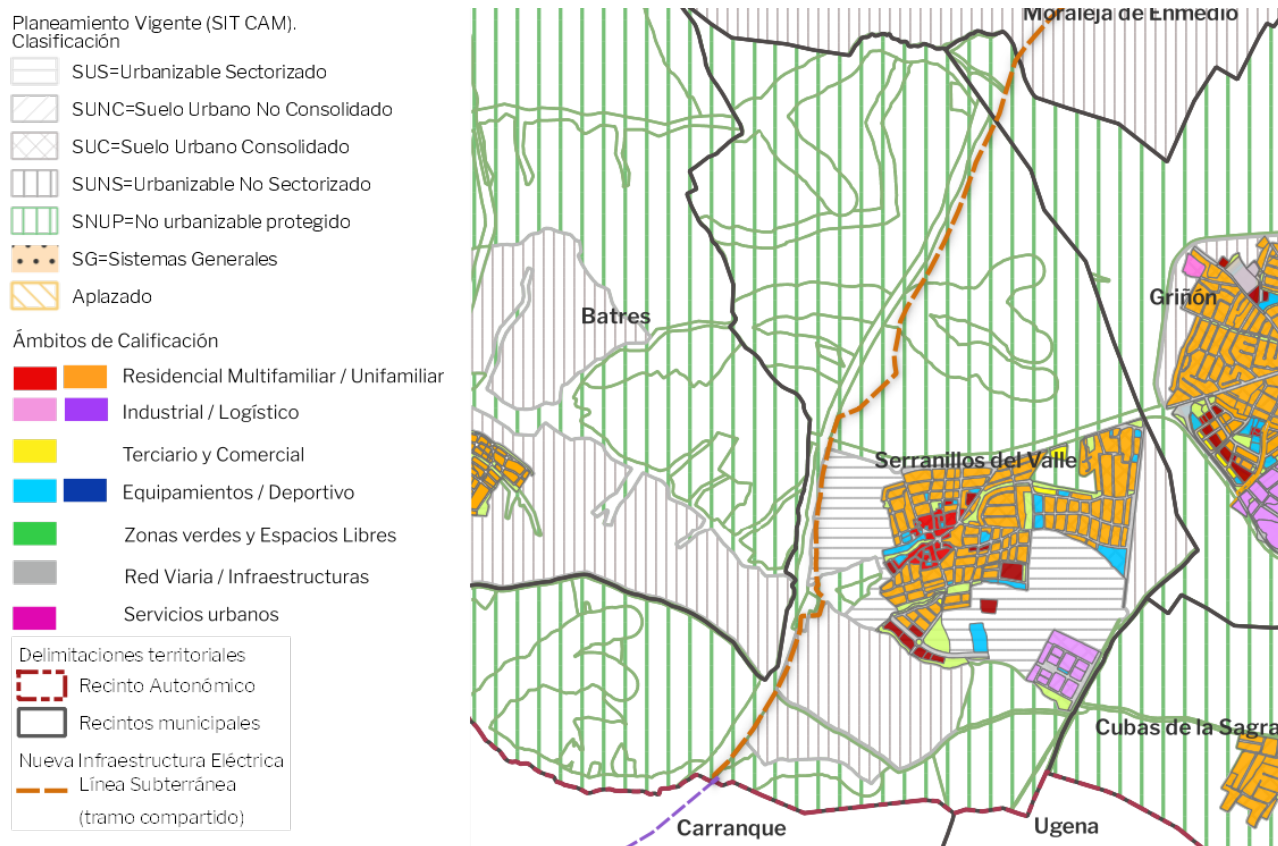 Planeamiento Vigente (SIT CAM).
Clasificación
SUS=Urbanizable Sectorizado
SUNC=Suelo Urbano No Consolidado
SUC=Suelo Urbano Consolidado
SUNS=Urbanizable No Sectorizado
SNUP=No urbanizable protegido
SG=Sistemas Generales
Aplazado
Ámbitos de Calificación
Residencial Multifamiliar / Unifamiliar
Industrial / Logístico
Terciario y Comercial
Equipamientos / Deportivo
Zonas verdes y Espacios Libres
Red Viaria / Infraestructuras
Servicios urbanos
Delimitaciones territoriales
Recinto Autonómico
Recintos municipales
Nueva Infraestructura Eléctrica
Línea Subterránea
(tramo compartido)
Moraleja de Enmedio
Griñón
Batres
Serranillos del Valle
Cubas de la Sagra
Carranque
Ugena